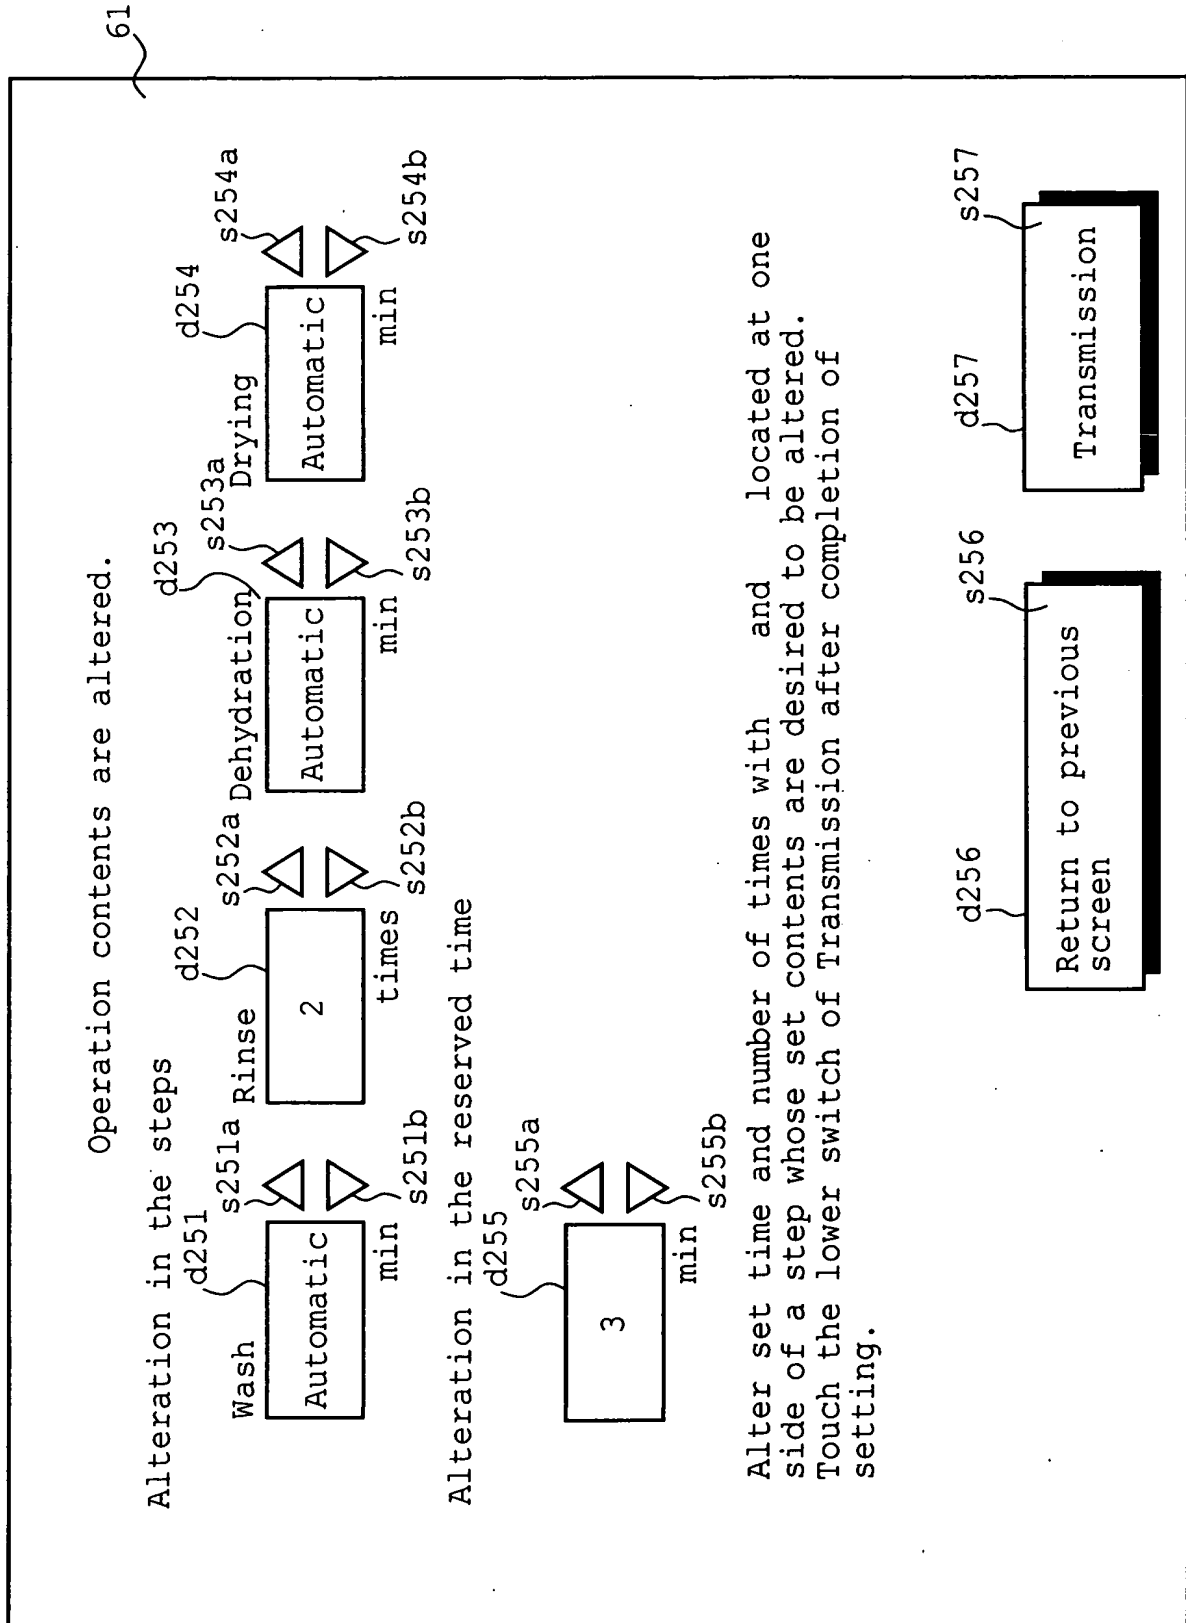 61
Operation contents are altered.
Alteration in the steps
d251 s251a d252 s252a d253 s253a d254 s254a
Wash Rinse Dehydration Drying
Automatic 2 Automatic Automatic
min times min min
s251b s252b s253b s254b
Alteration in the reserved time
d255 s255a
3
min
s255b
Alter set time and number of times with and located at one
side of a step whose set contents are desired to be altered.
Touch the lower switch of Transmission after completion of
setting.
d256 s256 d257 s257
Return to previous
screen
Transmission